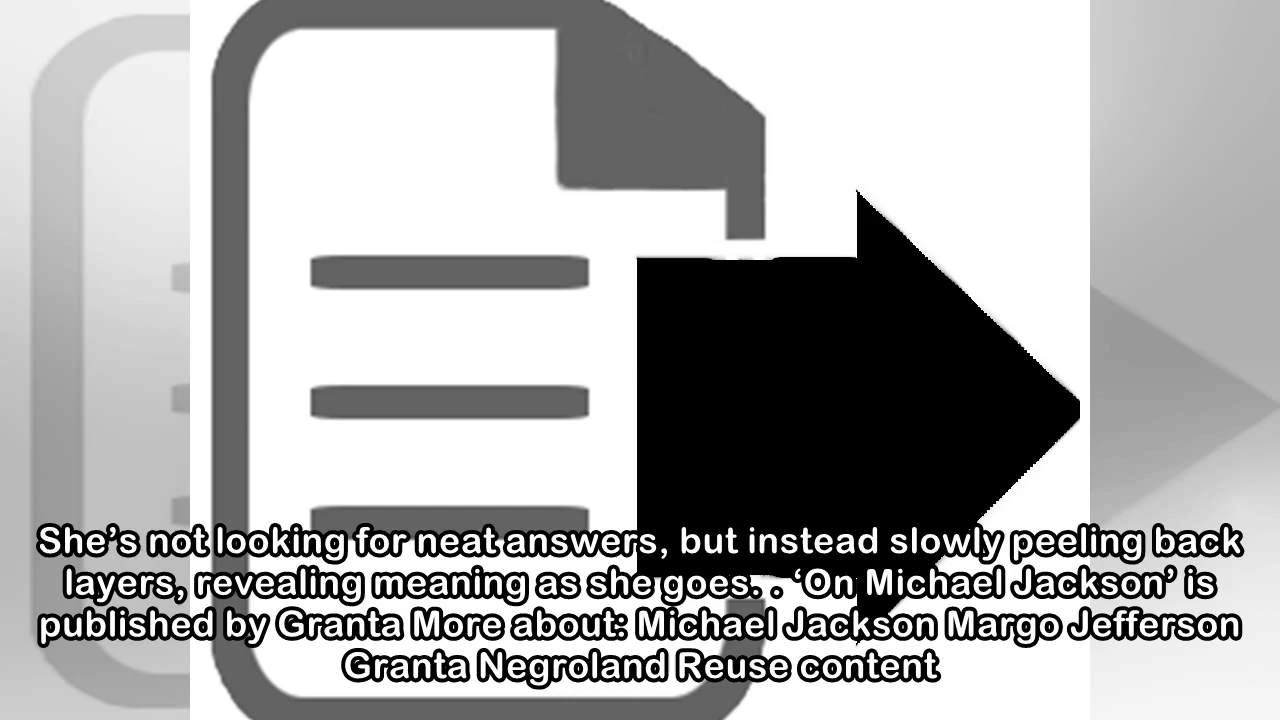 She’s not looking for neat answers, but instead slowly peeling back
layers, revealing meaning as she goes. . ‘On Michael Jackson’ is
published by Granta More about: Michael Jackson Margo Jefferson
Granta Negroland Reuse content